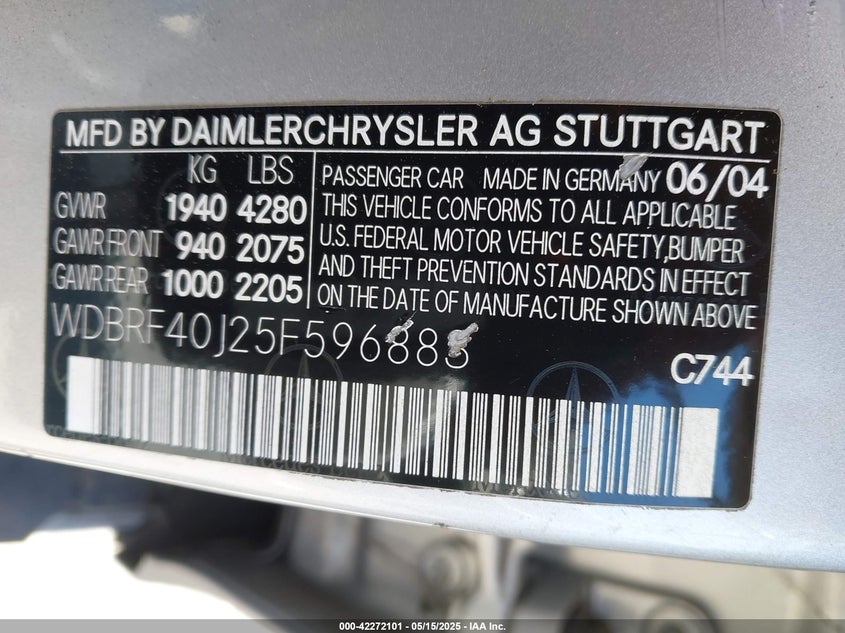 MFD BY DAIMLERCHRYSLER AG STUTTGART
KG LBS
GVWR 1940 4280
GAWR FRONT 940 2075
GAWR REAR 1000 2205
PASSENGER CAR MADE IN GERMANY 06/04
THIS VEHICLE CONFORMS TO ALL APPLICABLE
U.S. FEDERAL MOTOR VEHICLE SAFETY,BUMPER
AND THEFT PREVENTION STANDARDS IN EFFECT
ON THE DATE OF MANUFACTURE SHOWN ABOVE
WDBRF40J25F596883
C744
000-42272101 - 05/15/2025 - IAA Inc.